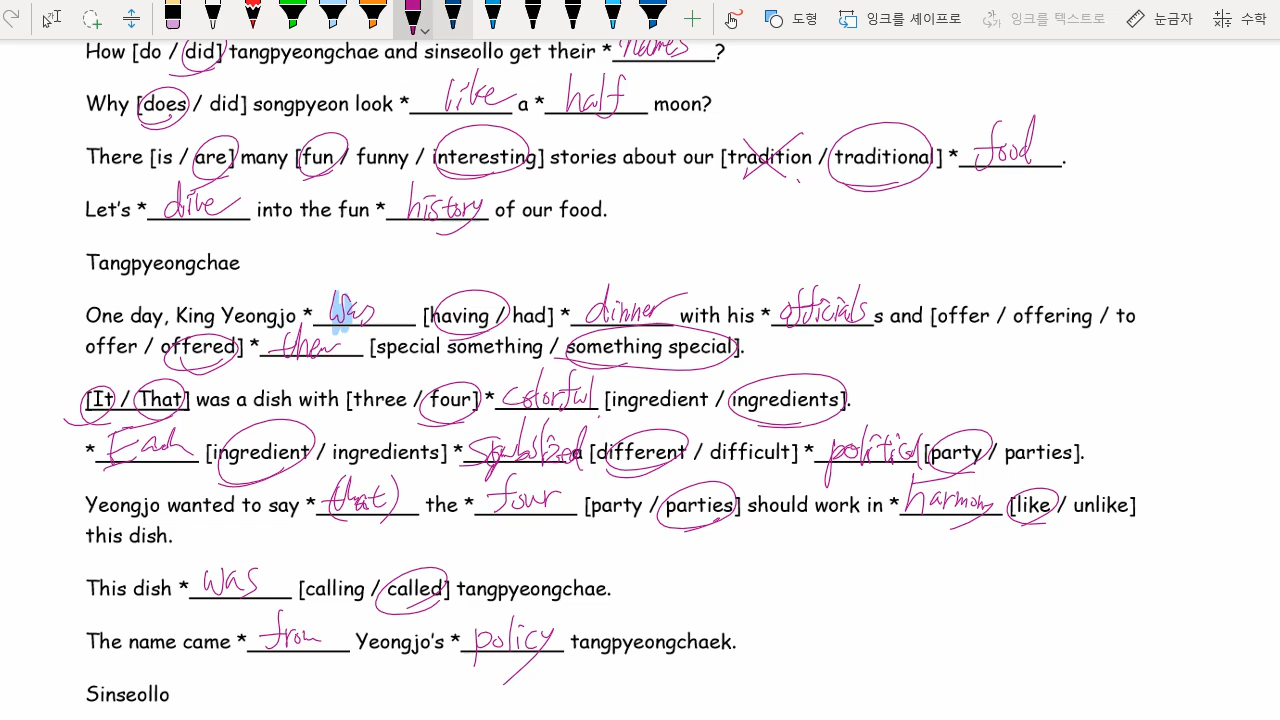 도형 잉크를 셰이프로 잉크를 텍스트로 눈금자 수학
How [do / did] tangpyeongchae and sinseollo get their *names?
Why [does / did] songpyeon look *like a *half moon?
There [is / are] many [fun / funny / interesting] stories about our [tradition / traditional] *food.
Let's *dive into the fun *history of our food.
Tangpyeongchae
One day, King Yeongjo *was [having / had] *dinner with his *officials s and [offer / offering / to
offer / offered] *them [special something / something special].
[It / That] was a dish with [three / four] *colorful [ingredient / ingredients].
*Each [ingredient / ingredients] *symbolized a [different / difficult] *political [party / parties].
Yeongjo wanted to say *(that) the *four [party / parties] should work in *harmony [like / unlike]
this dish.
This dish *was [calling / called] tangpyeongchae.
The name came *from Yeongjo's *policy tangpyeongchaek.
Sinseollo